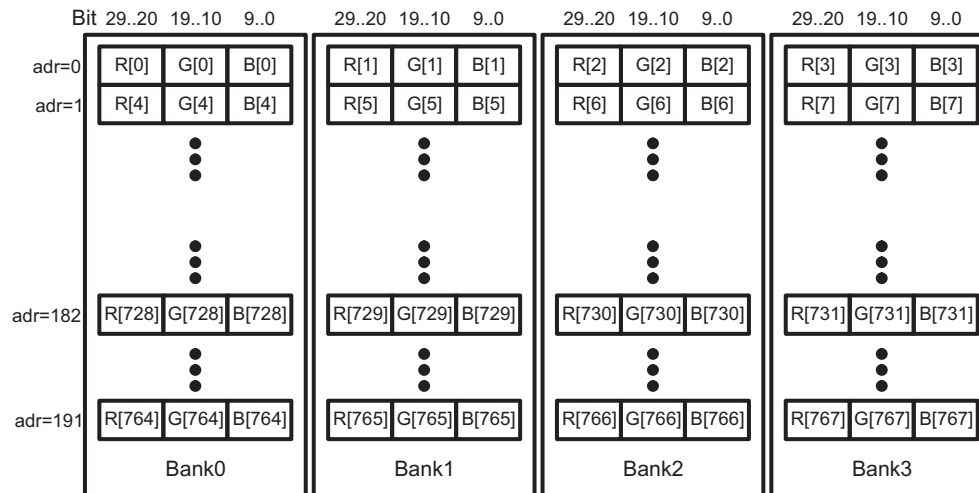 Bit 29..20 19..10 9..0 29..20 19..10 9..0 29..20 19..10 9..0 29..20 19..10 9..0
adr=0 R[0] G[0] B[0] R[1] G[1] B[1] R[2] G[2] B[2] R[3] G[3] B[3]
adr=1 R[4] G[4] B[4] R[5] G[5] B[5] R[6] G[6] B[6] R[7] G[7] B[7]
adr=182 R[728] G[728] B[728] R[729] G[729] B[729] R[730] G[730] B[730] R[731] G[731] B[731]
adr=191 R[764] G[764] B[764] R[765] G[765] B[765] R[766] G[766] B[766] R[767] G[767] B[767]
Bank0 Bank1 Bank2 Bank3